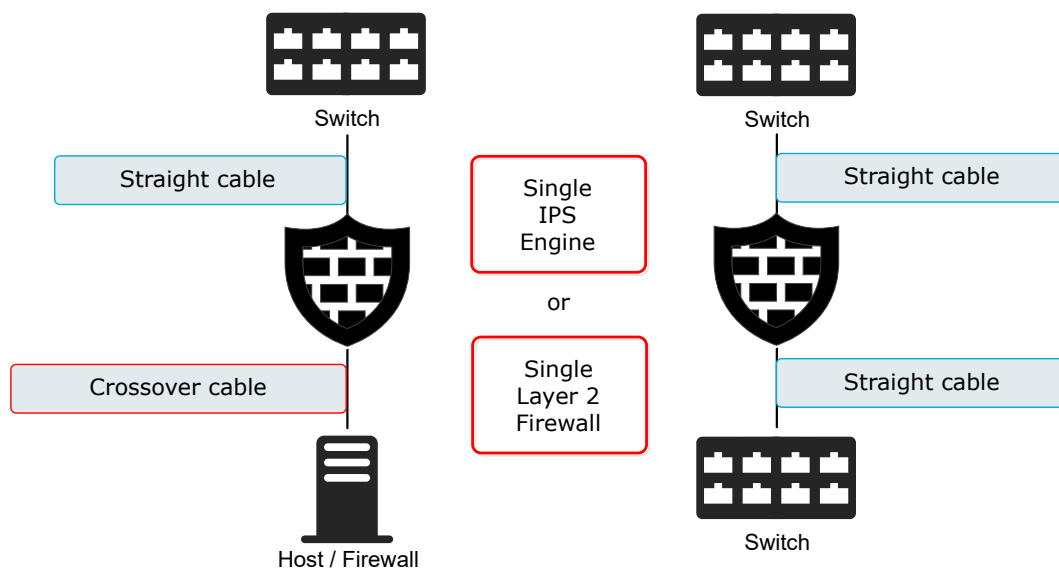 Switch
Switch
Straight cable
Straight cable
Single
IPS
Engine
or
Crossover cable
Single
Layer 2
Firewall
Straight cable
Host / Firewall
Switch